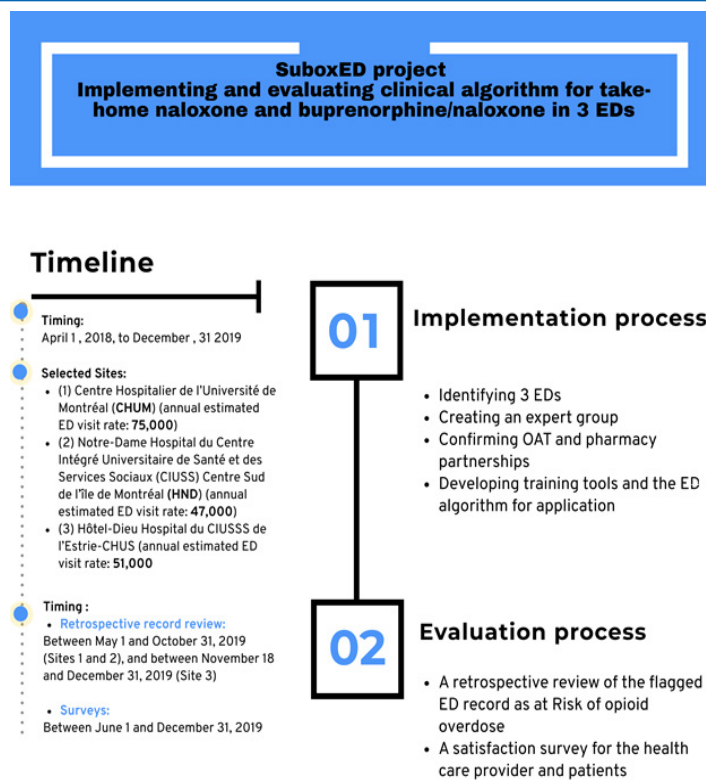 SuboxED project
Implementing and evaluating clinical algorithm for take-
home naloxone and buprenorphine/naloxone in 3 EDs
Timeline
Timing:
April 1 , 2018, to December , 31 2019
Selected Sites:
• (1) Centre Hospitalier de l'Université de
Montréal (CHUM) (annual estimated
ED visit rate: 75,000)
• (2) Notre-Dame Hospital du Centre
Intégré Universitaire de Santé et des
Services Sociaux (CIUSS) Centre Sud
de l'île de Montréal (HND) (annual
estimated ED visit rate: 47,000)
• (3) Hôtel-Dieu Hospital du CIUSSS de
l'Estrie-CHUS (annual estimated ED
visit rate: 51,000
Timing :
• Retrospective record review:
Between May 1 and October 31, 2019
(Sites 1 and 2), and between November 18
and December 31, 2019 (Site 3)
• Surveys:
Between June 1 and December 31, 2019
01
Implementation process
• Identifying 3 EDs
• Creating an expert group
• Confirming OAT and pharmacy
partnerships
• Developing training tools and the ED
algorithm for application
02
Evaluation process
• A retrospective review of the flagged
ED record as at Risk of opioid
overdose
• A satisfaction survey for the health
care provider and patients